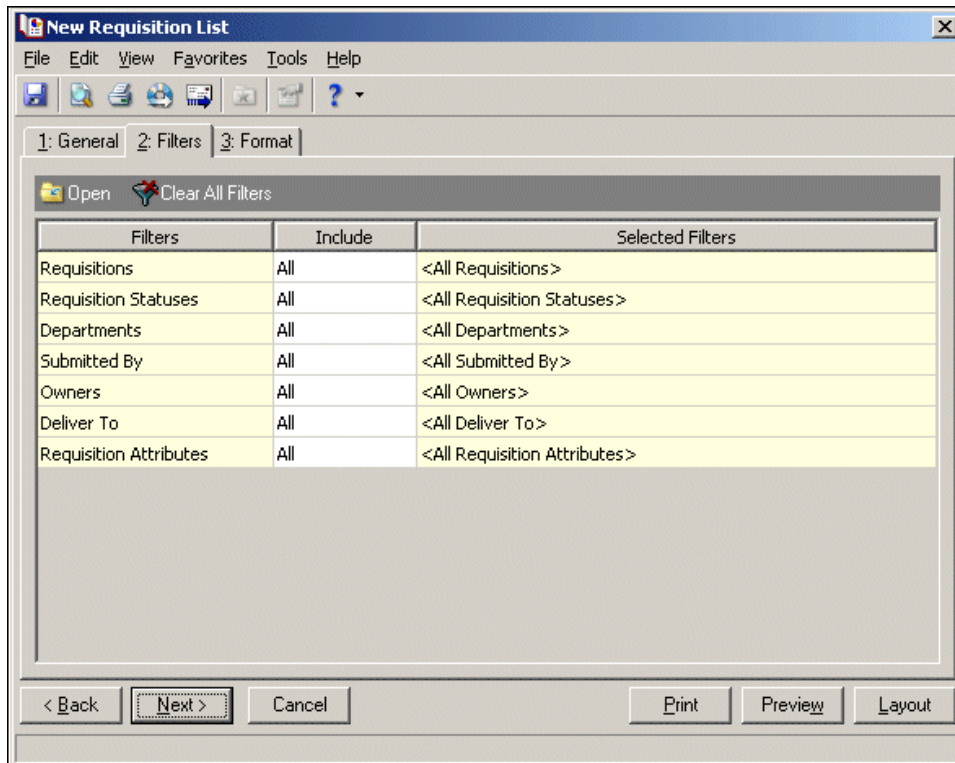 New Requisition List
File Edit View Favorites Tools Help
?
1: General 2: Filters 3: Format
Open Clear All Filters
Filters Include Selected Filters
Requisitions All <All Requisitions>
Requisition Statuses All <All Requisition Statuses>
Departments All <All Departments>
Submitted By All <All Submitted By>
Owners All <All Owners>
Deliver To All <All Deliver To>
Requisition Attributes All <All Requisition Attributes>
< Back Next > Cancel Print Preview Layout